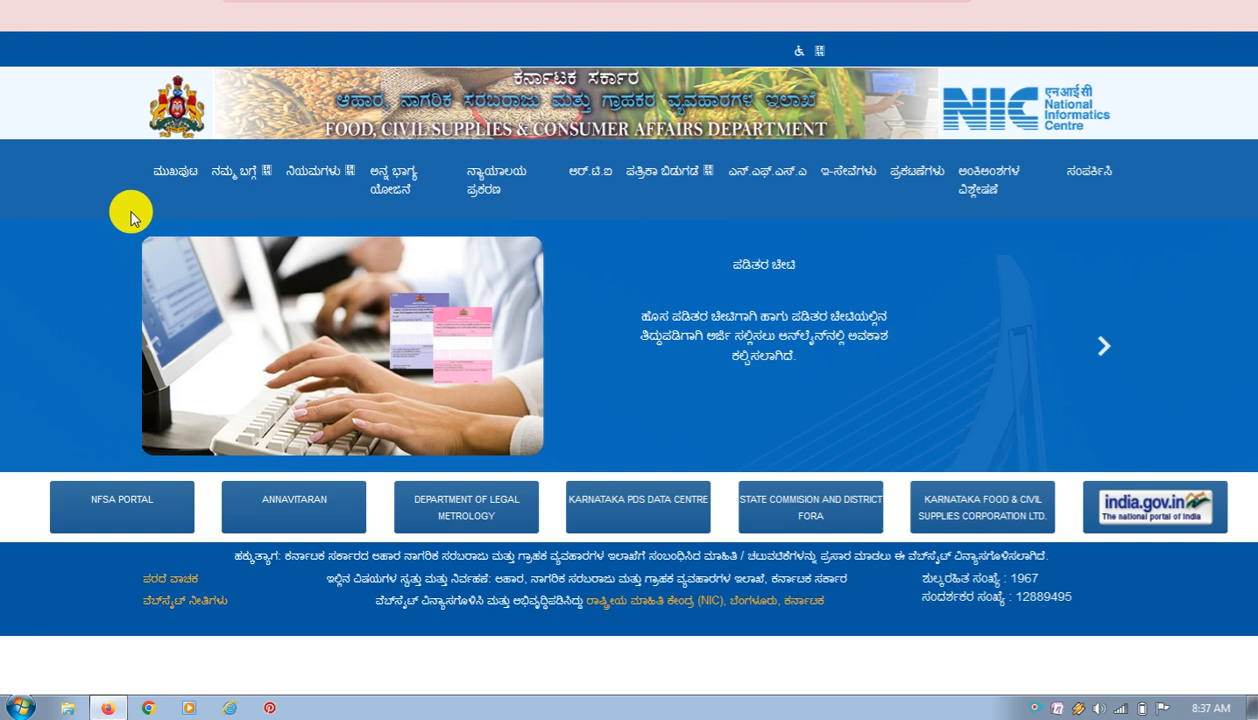 ಕರ್ನಾಟಕ ಸರ್ಕಾರ
ಆಹಾರ, ನಾಗರಿಕ ಸರಬರಾಜು ಮತ್ತು ಗ್ರಾಹಕರ ವ್ಯವಹಾರಗಳ ಇಲಾಖೆ
FOOD, CIVIL SUPPLIES & CONSUMER AFFAIRS DEPARTMENT
NIC
एनआईसी
National
Informatics
Centre
ಮುಖಪುಟ ನಮ್ಮ ಬಗ್ಗೆ ನಿಯಮಗಳು ಅನ್ನ ಭಾಗ್ಯ ನ್ಯಾಯಾಲಯ ಆರ್.ಟಿ.ಐ ಪತ್ರಿಕಾ ಬಿಡುಗಡೆ ಎನ್.ಎಫ್.ಎಸ್.ಎ ಇ-ಸೇವೆಗಳು ಪ್ರಕಟಣೆಗಳು ಅಂಕಿಅಂಶಗಳ ಸಂಪರ್ಕಿಸಿ
ಯೋಜನೆ ಪ್ರಕರಣ ವಿಶ್ಲೇಷಣೆ
ಪಡಿತರ ಚೀಟಿ
ಹೊಸ ಪಡಿತರ ಚೀಟಿಗಾಗಿ ಹಾಗು ಪಡಿತರ ಚೀಟಿಯಲ್ಲಿನ
ತಿದ್ದುಪಡಿಗಾಗಿ ಅರ್ಜಿ ಸಲ್ಲಿಸಲು ಆನ್‌ಲೈನ್‌ನಲ್ಲಿ ಅವಕಾಶ
ಕಲ್ಪಿಸಲಾಗಿದೆ.
NFSA PORTAL
ANNAVITARAN
DEPARTMENT OF LEGAL
METROLOGY
KARNATAKA PDS DATA CENTRE
STATE COMMISION AND DISTRICT
FORA
KARNATAKA FOOD & CIVIL
SUPPLIES CORPORATION LTD.
india.gov.in
The national portal of India
ಹಕ್ಕುತ್ಯಾಗ: ಕರ್ನಾಟಕ ಸರ್ಕಾರದ ಆಹಾರ ನಾಗರಿಕ ಸರಬರಾಜು ಮತ್ತು ಗ್ರಾಹಕ ವ್ಯವಹಾರಗಳ ಇಲಾಖೆಗೆ ಸಂಬಂಧಿಸಿದ ಮಾಹಿತಿ / ಚಟುವಟಿಕೆಗಳನ್ನು ಪ್ರಸಾರ ಮಾಡಲು ಈ ವೆಬ್‌ಸೈಟ್ ವಿನ್ಯಾಸಗೊಳಿಸಲಾಗಿದೆ.
ಪರದೆ ವಾಚಕ ಇಲ್ಲಿನ ವಿಷಯಗಳ ಸ್ವತ್ತು ಮತ್ತು ನಿರ್ವಹಣೆ: ಆಹಾರ, ನಾಗರಿಕ ಸರಬರಾಜು ಮತ್ತು ಗ್ರಾಹಕ ವ್ಯವಹಾರಗಳ ಇಲಾಖೆ, ಕರ್ನಾಟಕ ಸರ್ಕಾರ ಶುಲ್ಕರಹಿತ ಸಂಖ್ಯೆ : 1967
ವೆಬ್‌ಸೈಟ್ ನೀತಿಗಳು ವೆಬ್‌ಸೈಟ್ ವಿನ್ಯಾಸಗೊಳಿಸಿ ಮತ್ತು ಅಭಿವೃದ್ಧಿಪಡಿಸಿದ್ದು ರಾಷ್ಟ್ರೀಯ ಮಾಹಿತಿ ಕೇಂದ್ರ (NIC), ಬೆಂಗಳೂರು, ಕರ್ನಾಟಕ ಸಂದರ್ಶಕರ ಸಂಖ್ಯೆ : 12889495
8:37 AM